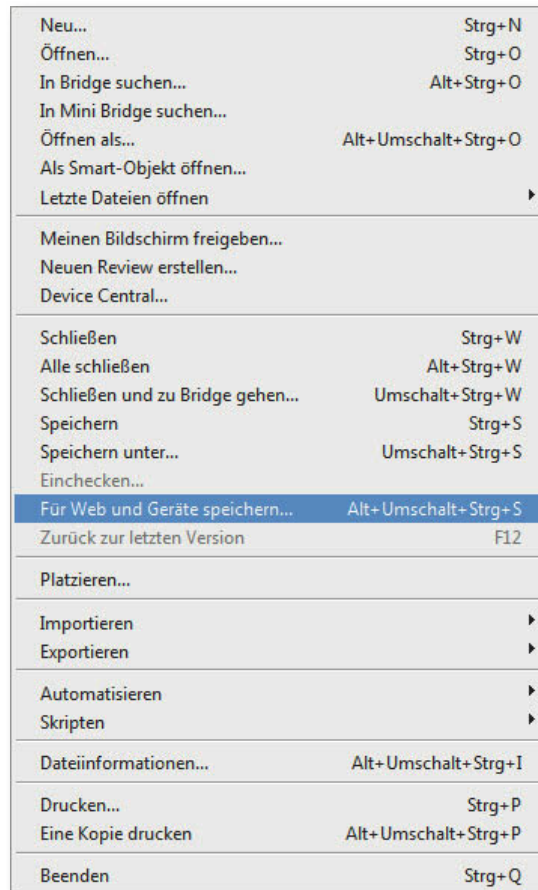 Neu... Strg+N
Öffnen... Strg+O
In Bridge suchen... Alt+Strg+O
In Mini Bridge suchen...
Öffnen als... Alt+Umschalt+Strg+O
Als Smart-Objekt öffnen...
Letzte Dateien öffnen
Meinen Bildschirm freigeben...
Neuen Review erstellen...
Device Central...
Schließen Strg+W
Alle schließen Alt+Strg+W
Schließen und zu Bridge gehen... Umschalt+Strg+W
Speichern Strg+S
Speichern unter... Umschalt+Strg+S
Einchecken...
Für Web und Geräte speichern... Alt+Umschalt+Strg+S
Zurück zur letzten Version F12
Platzieren...
Importieren
Exportieren
Automatisieren
Skripten
Dateiinformationen... Alt+Umschalt+Strg+I
Drucken... Strg+P
Eine Kopie drucken Alt+Umschalt+Strg+P
Beenden Strg+Q